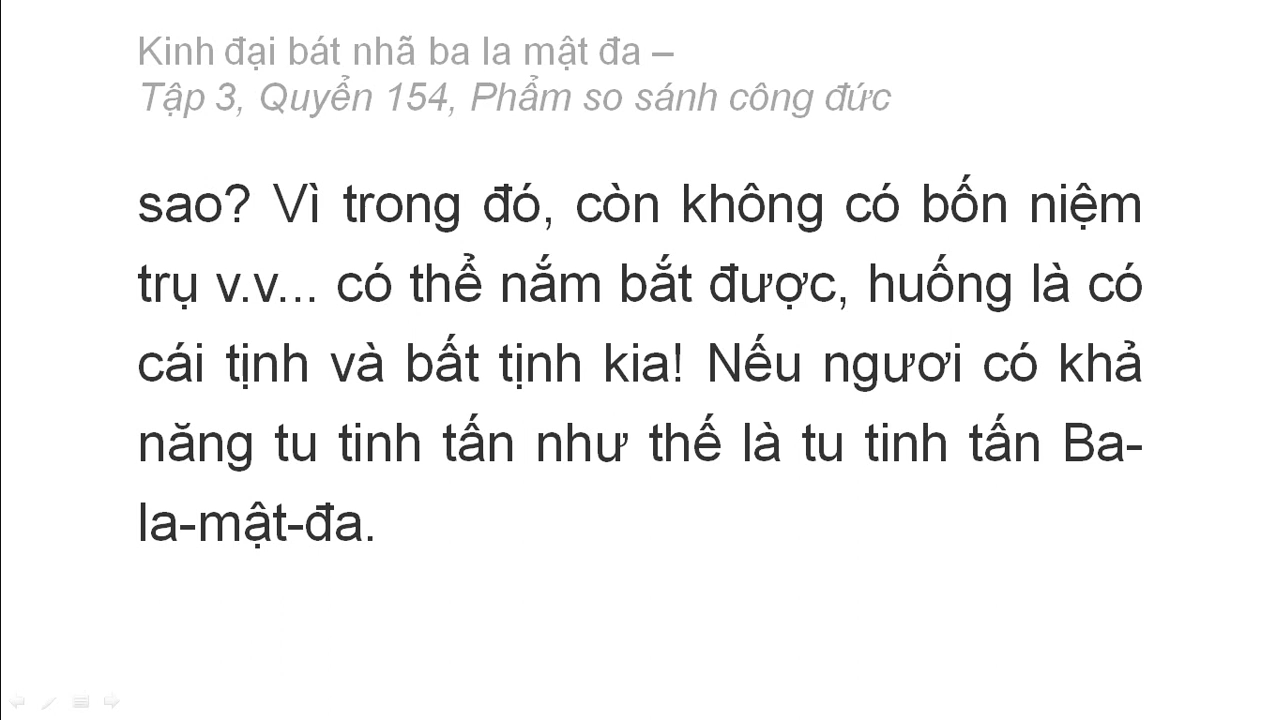 Kinh đại bát nhã ba la mật đa –
Tập 3, Quyển 154, Phẩm so sánh công đức
sao? Vì trong đó, còn không có bốn niệm
trụ v.v... có thể nắm bắt được, huống là có
cái tịnh và bất tịnh kia! Nếu ngươi có khả
năng tu tinh tấn như thế là tu tinh tấn Ba-
la-mật-đa.